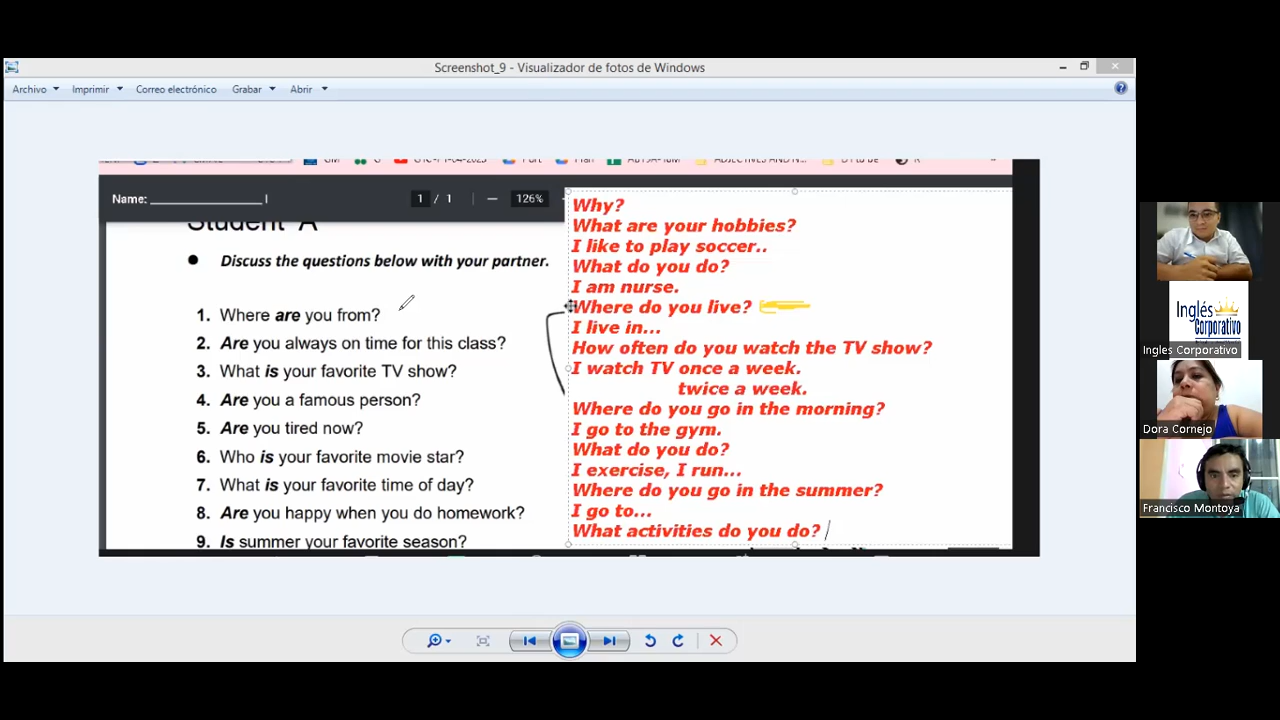 Screenshot_9 - Visualizador de fotos de Windows
Archivo Imprimir Correo electrónico Grabar Abrir
Name: 1 / 1 126%
Student A
Discuss the questions below with your partner.
1. Where are you from?
2. Are you always on time for this class?
3. What is your favorite TV show?
4. Are you a famous person?
5. Are you tired now?
6. Who is your favorite movie star?
7. What is your favorite time of day?
8. Are you happy when you do homework?
9. Is summer your favorite season?
Why?
What are your hobbies?
I like to play soccer..
What do you do?
I am nurse.
Where do you live?
I live in...
How often do you watch the TV show?
I watch TV once a week.
twice a week.
Where do you go in the morning?
I go to the gym.
What do you do?
I exercise, I run...
Where do you go in the summer?
I go to...
What activities do you do?
Inglés
Corporativo
Ingles Corporativo
Dora Cornejo
Francisco Montoya